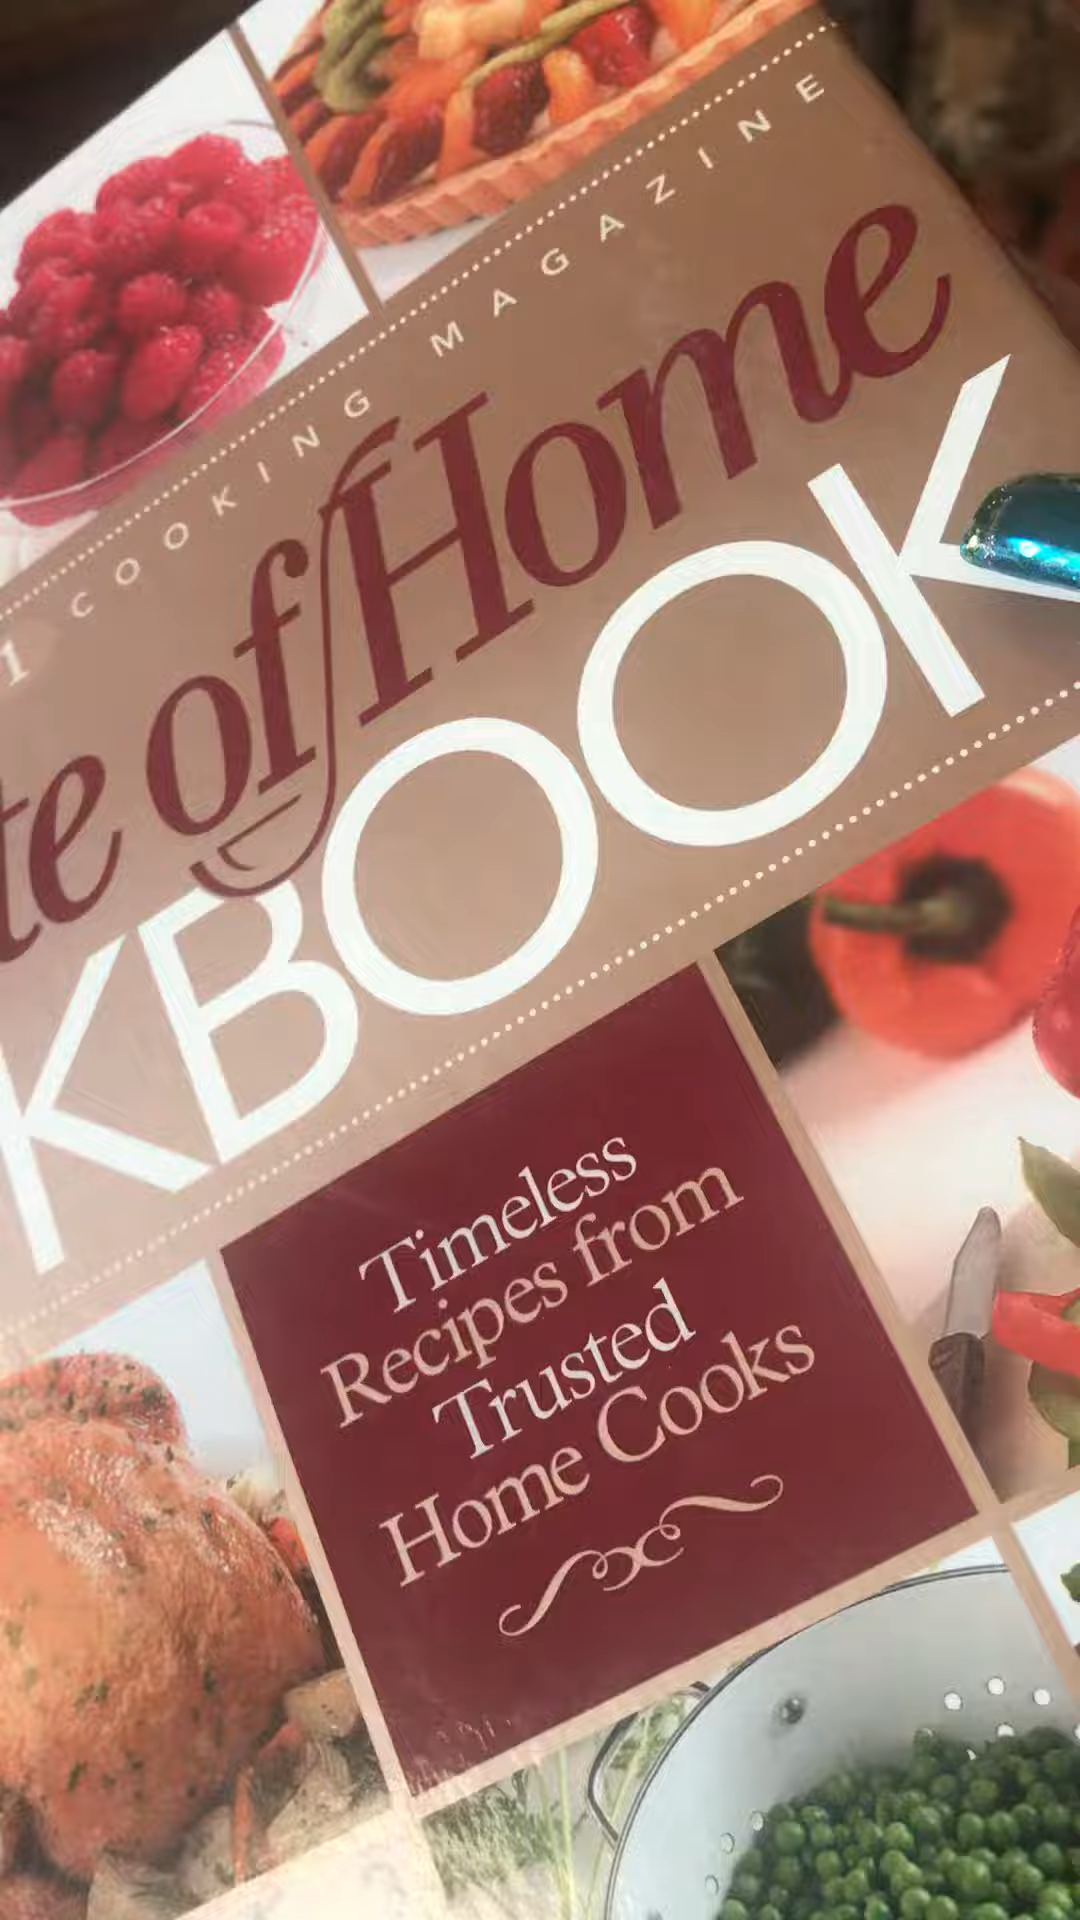 1 COOKING MAGAZINE
te of Home
KBOOK
Timeless
Recipes from
Trusted
Home Cooks